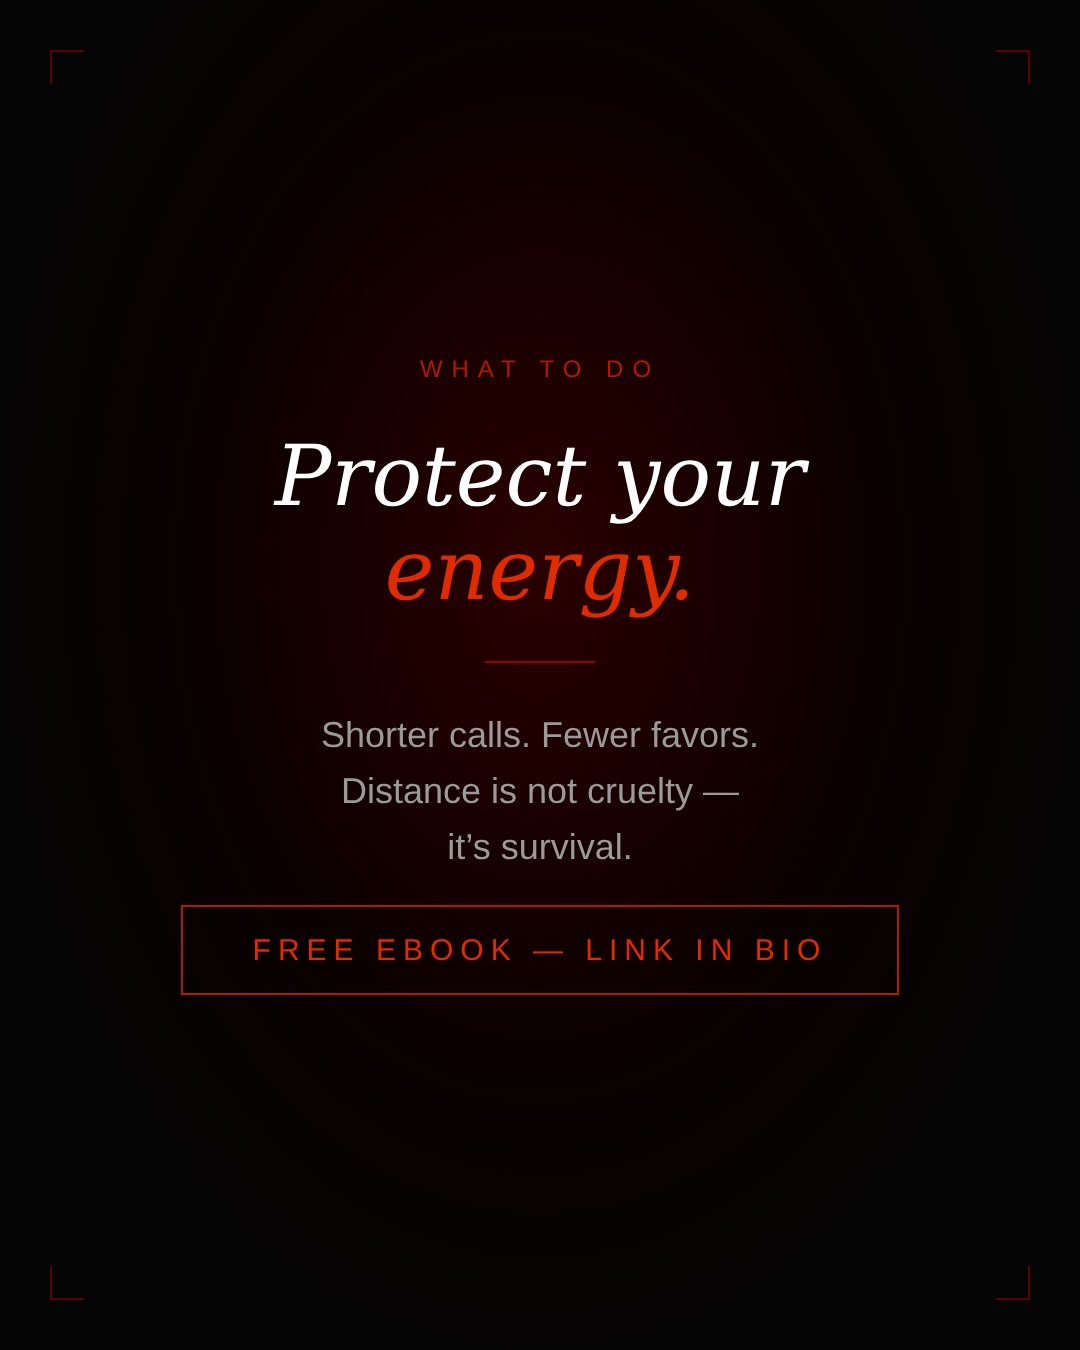 WHAT TO DO
Protect your
energy.
Shorter calls. Fewer favors.
Distance is not cruelty —
it’s survival.
FREE EBOOK — LINK IN BIO